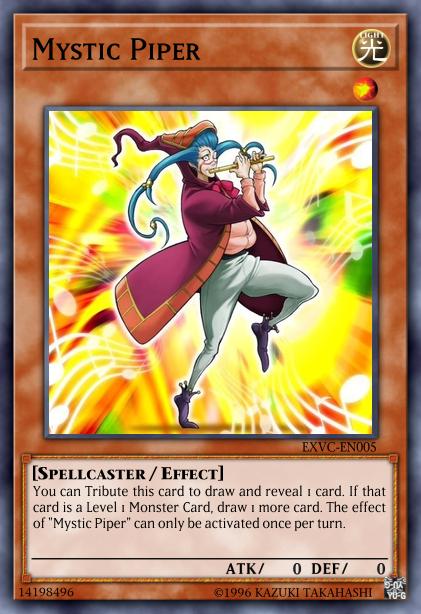 Mystic Piper
LIGHT
光
EXVC-EN005
[Spellcaster / Effect]
You can Tribute this card to draw and reveal 1 card. If that
card is a Level 1 Monster Card, draw 1 more card. The effect
of "Mystic Piper" can only be activated once per turn.
ATK/ 0 DEF/ 0
14198496
©1996 KAZUKI TAKAHASHI